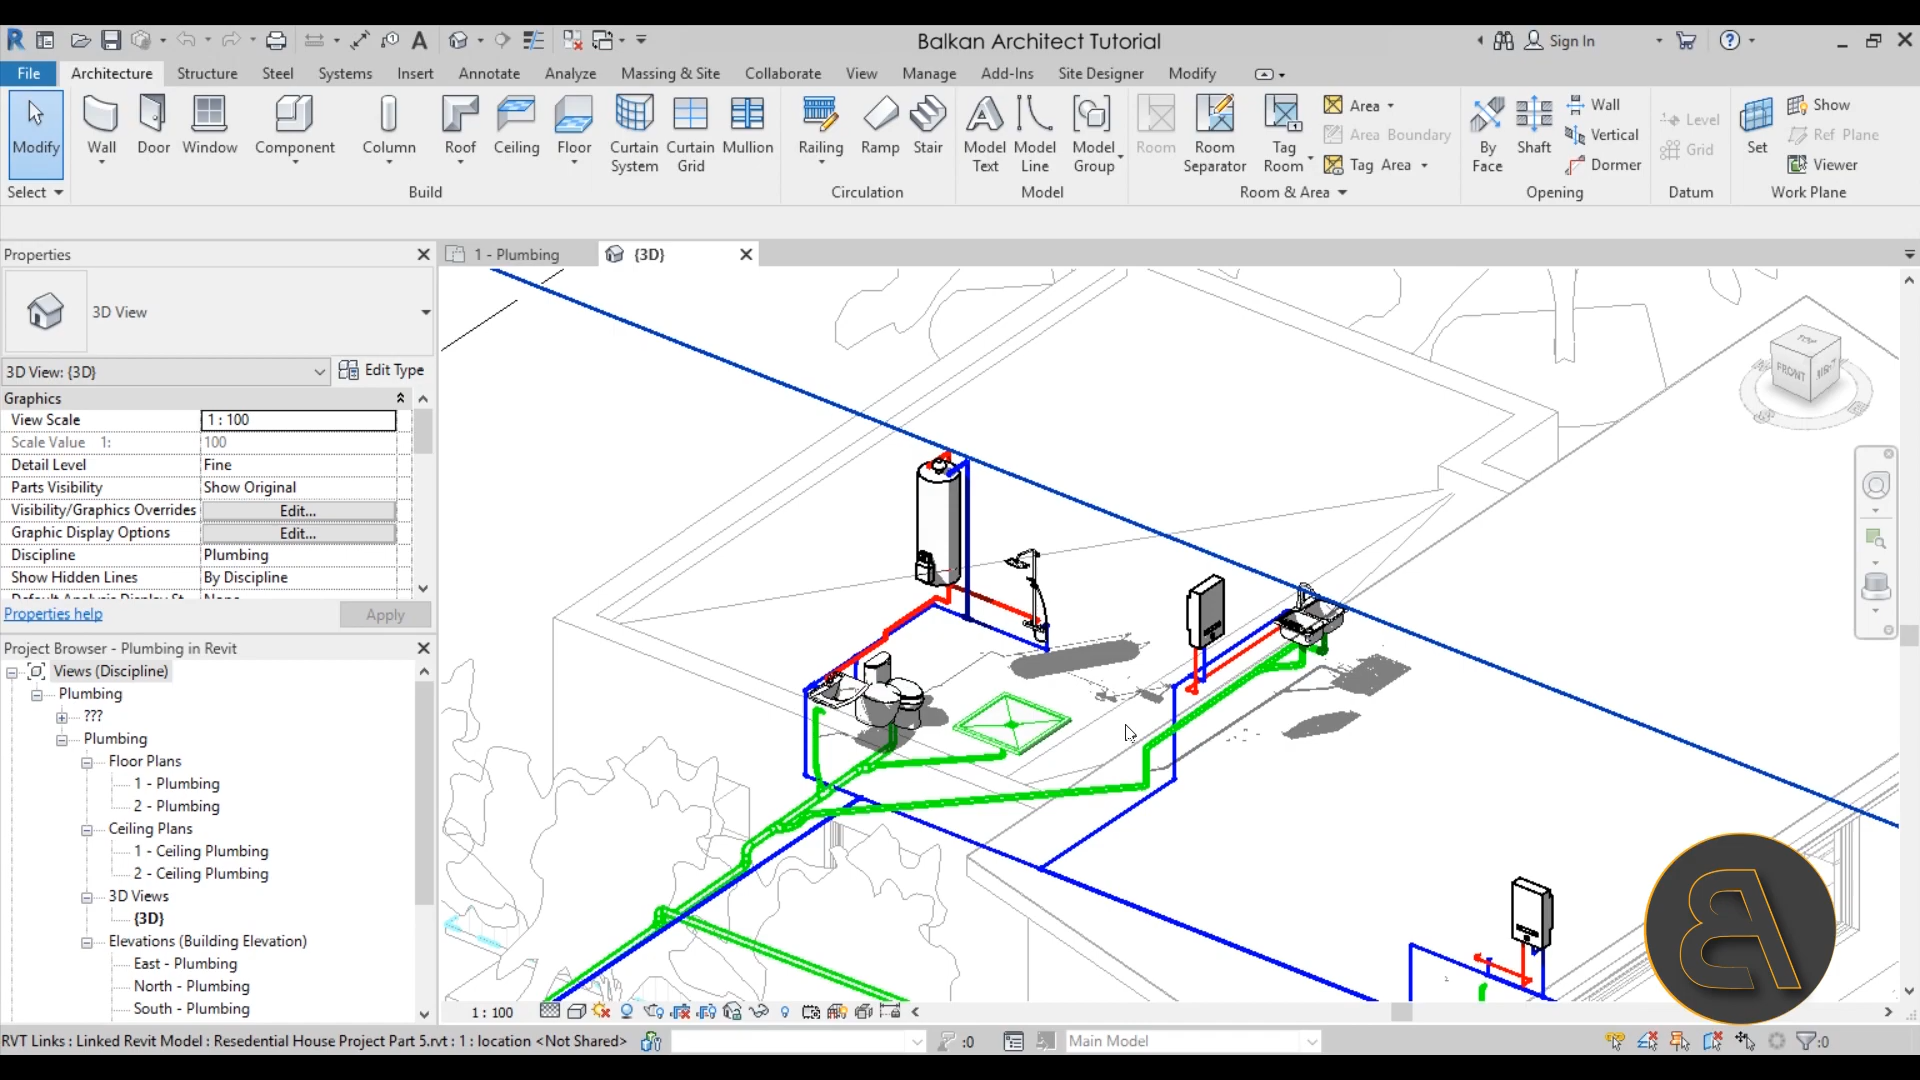 Balkan Architect Tutorial
Sign In
File Architecture Structure Steel Systems Insert Annotate Analyze Massing & Site Collaborate View Manage Add-Ins Site Designer Modify
Modify Wall Door Window Component Column Roof Ceiling Floor Curtain System Curtain Grid Mullion Railing Ramp Stair Model Text Model Line Model Group Room Room Separator Tag Room
Area
Area Boundary
Tag Area
By Face Shaft
Wall
Vertical
Dormer
Level
Grid
Set
Show
Ref Plane
Viewer
Select Build Circulation Model Room & Area Opening Datum Work Plane
Properties
1 - Plumbing {3D}
3D View
3D View: {3D} Edit Type
Graphics
View Scale 1 : 100
Scale Value 1: 100
Detail Level Fine
Parts Visibility Show Original
Visibility/Graphics Overrides Edit...
Graphic Display Options Edit...
Discipline Plumbing
Show Hidden Lines By Discipline
Properties help Apply
Project Browser - Plumbing in Revit
Views (Discipline)
Plumbing
???
Plumbing
Floor Plans
1 - Plumbing
2 - Plumbing
Ceiling Plans
1 - Ceiling Plumbing
2 - Ceiling Plumbing
3D Views
{3D}
Elevations (Building Elevation)
East - Plumbing
North - Plumbing
South - Plumbing
TOP
FRONT
1 : 100
RVT Links : Linked Revit Model : Resedential House Project Part 5.rvt : 1 : location <Not Shared>
:0
Main Model
:0